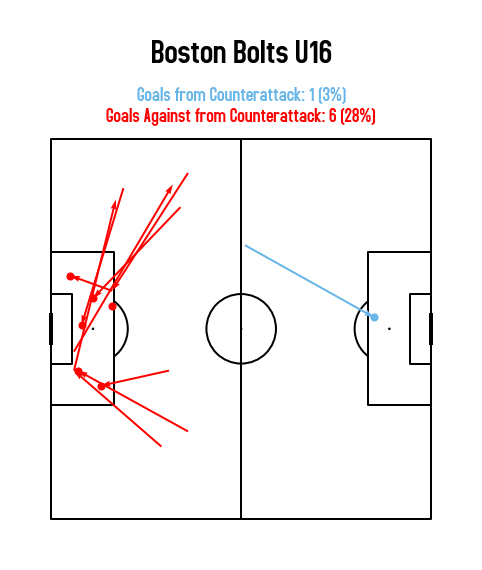 Boston Bolts U16
Goals from Counterattack: 1 (3%)
Goals Against from Counterattack: 6 (28%)